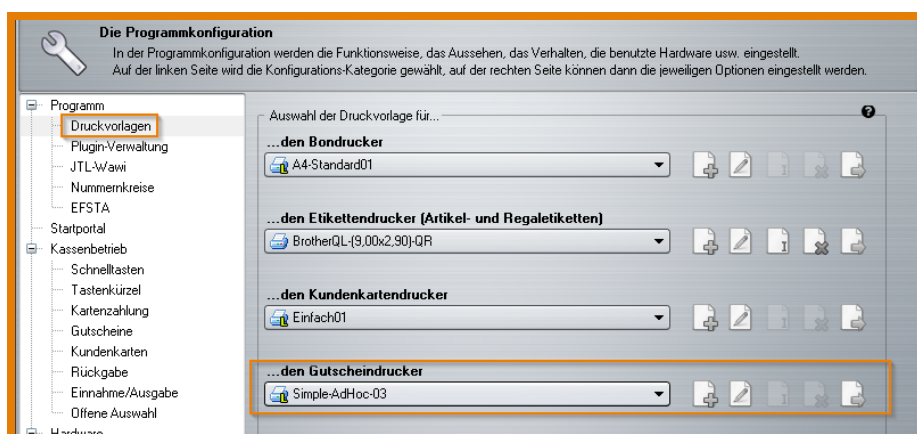 Die Programmkonfiguration
In der Programmkonfiguration werden die Funktionsweise, das Aussehen, das Verhalten, die benutzte Hardware usw. eingestellt.
Auf der linken Seite wird die Konfigurations-Kategorie gewählt, auf der rechten Seite können dann die jeweiligen Optionen eingestellt werden.
Programm
Druckvorlagen
Plugin-Verwaltung
JTL-Wawi
Nummernkreise
EFSTA
Startportal
Kassenbetrieb
Schnelltasten
Tastenkürzel
Kartenzahlung
Gutscheine
Kundenkarten
Rückgabe
Einnahme/Ausgabe
Offene Auswahl
Hardware
Auswahl der Druckvorlage für...
...den Bondrucker
A4-Standard01
...den Etikettendrucker (Artikel- und Regaletiketten)
BrotherQL-(9,00x2,90)-QR
...den Kundenkartendrucker
Einfach01
...den Gutscheindrucker
Simple-AdHoc-03